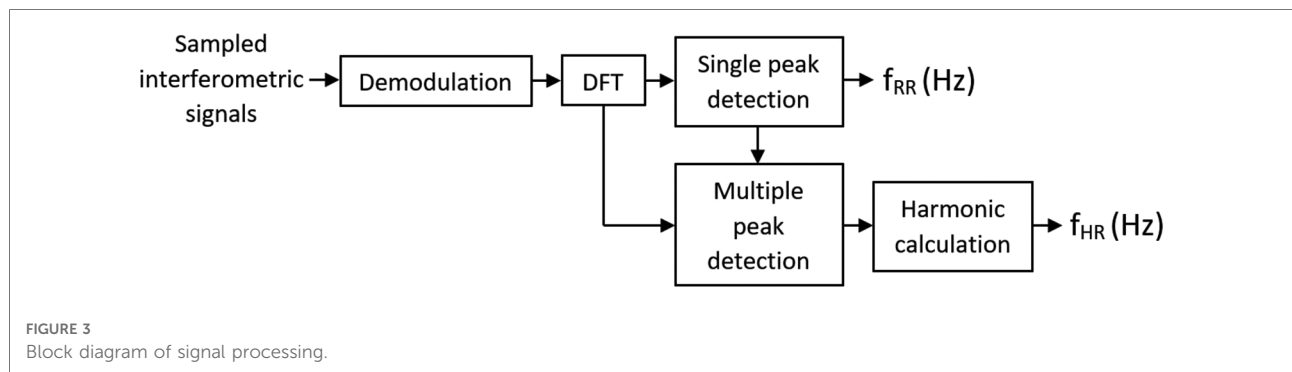 Sampled
interferometric
signals
Demodulation
DFT
Single peak
detection
f_RR (Hz)
Multiple
peak
detection
Harmonic
calculation
f_HR (Hz)
FIGURE 3
Block diagram of signal processing.